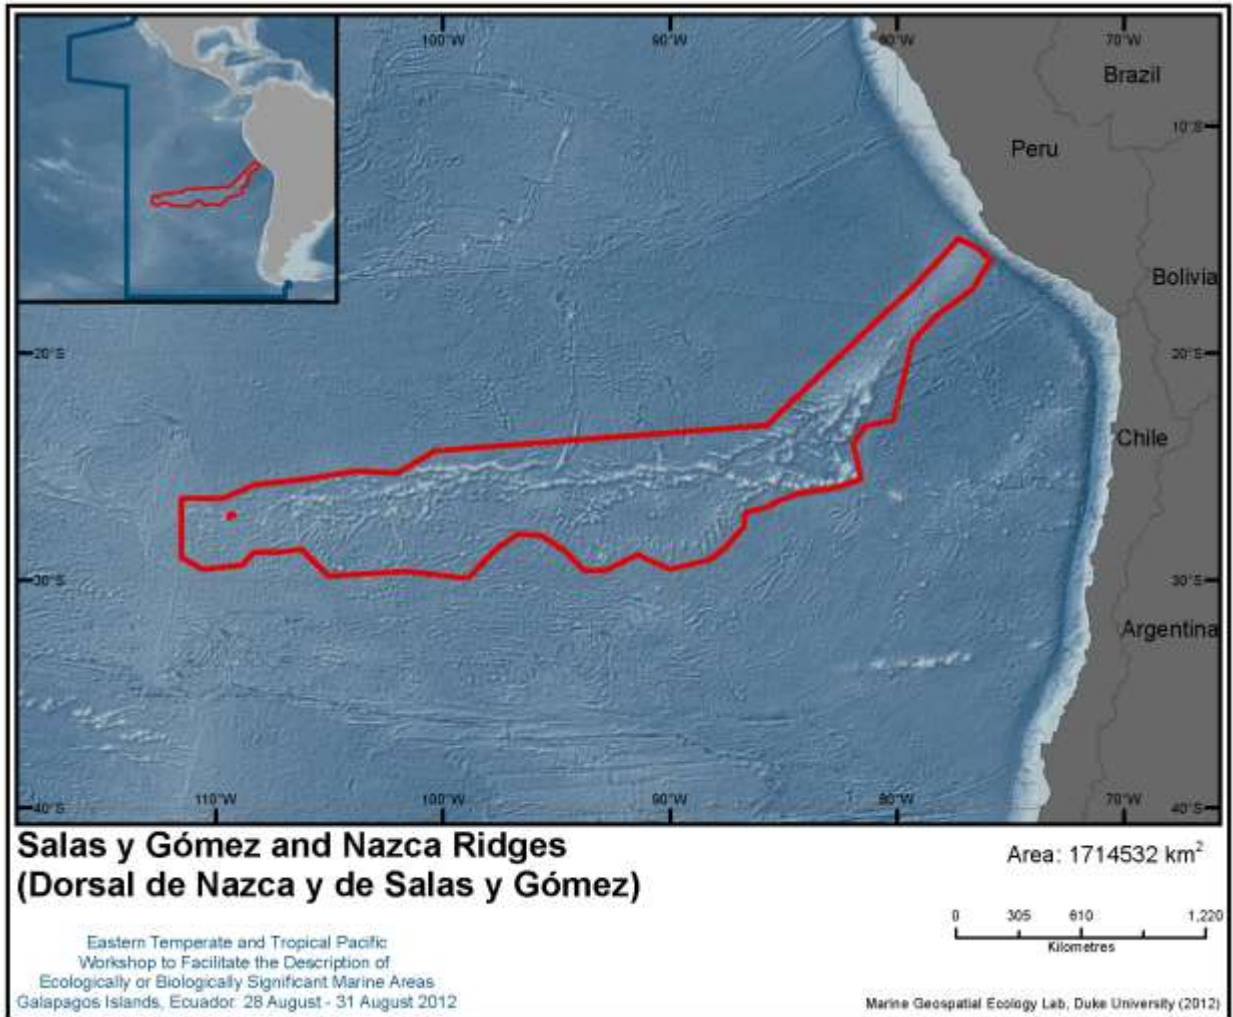 100°W 90°W 80°W 70°W
Brazil
10°S
Peru
Bolivia
20°S 20°S
Chile
30°S 30°S
Argentina
110°W 100°W 90°W 80°W 70°W
40°S 40°S
Salas y Gómez and Nazca Ridges
(Dorsal de Nazca y de Salas y Gómez)
Area: 1714532 km²
0 305 610 1,220
Kilometres
Eastern Temperate and Tropical Pacific
Workshop to Facilitate the Description of
Ecologically or Biologically Significant Marine Areas
Galapagos Islands, Ecuador 28 August - 31 August 2012
Marine Geospatial Ecology Lab, Duke University (2012)